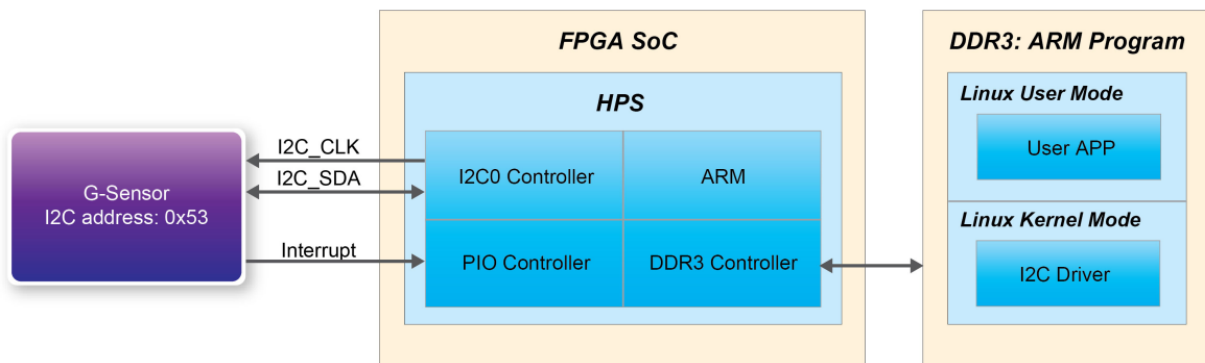 FPGA SoC
HPS
I2C0 Controller
ARM
PIO Controller
DDR3 Controller
I2C_CLK
I2C_SDA
Interrupt
G-Sensor
I2C address: 0x53
DDR3: ARM Program
Linux User Mode
User APP
Linux Kernel Mode
I2C Driver